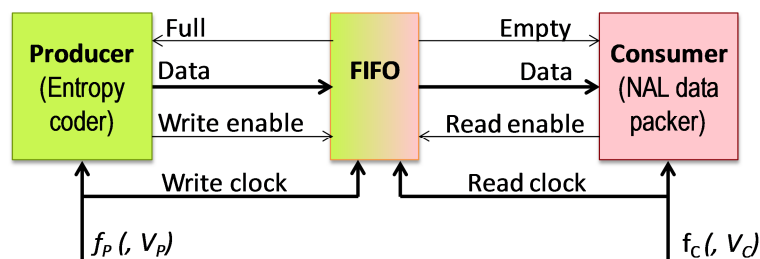 Full
Empty
Producer
(Entropy
coder)
Data
FIFO
Data
Consumer
(NAL data
packer)
Write enable
Read enable
Write clock
Read clock
fP (, VP)
fC (, VC)